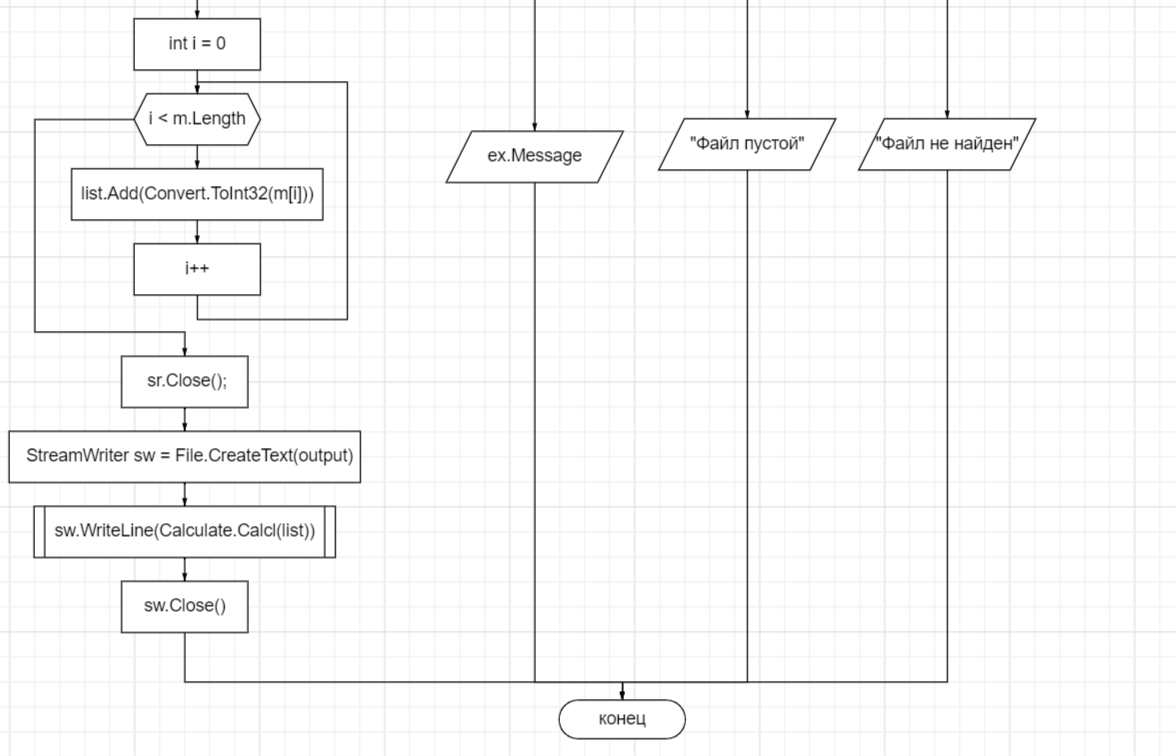 int i = 0
i < m.Length
list.Add(Convert.ToInt32(m[i]))
i++
sr.Close();
StreamWriter sw = File.CreateText(output)
sw.WriteLine(Calculate.Calcl(list))
sw.Close()
ex.Message
"Файл пустой"
"Файл не найден"
конец